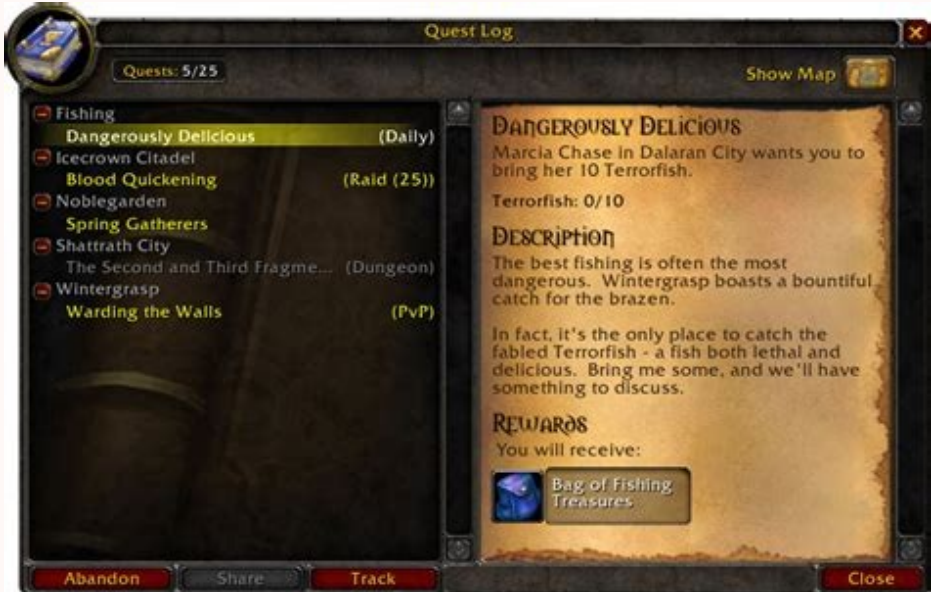 Quest Log
Quests: 5/25
Show Map
Fishing
Dangerously Delicious (Daily)
Icecrown Citadel
Blood Quickening (Raid (25))
Noblegarden
Spring Gatherers
Shattrath City
The Second and Third Fragme... (Dungeon)
Wintergrasp
Warding the Walls (PvP)
Abandon
Share
Track
Dangerously Delicious
Marcia Chase in Dalaran City wants you to
bring her 10 Terrorfish.
Terrorfish: 0/10
Description
The best fishing is often the most
dangerous. Wintergrasp boasts a bountiful
catch for the brazen.
In fact, it's the only place to catch the
fabled Terrorfish - a fish both lethal and
delicious. Bring me some, and we'll have
something to discuss.
Rewards
You will receive:
Bag of Fishing
Treasures
Close